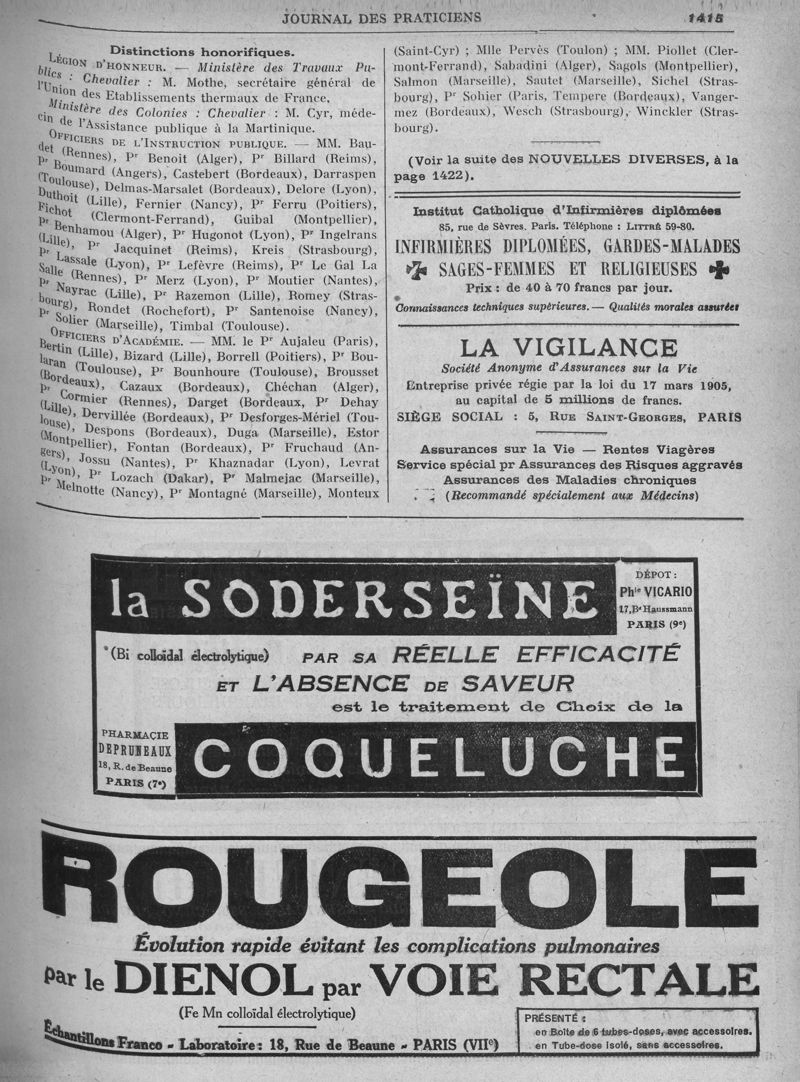 JOURNAL DES PRATICIENS 1415
Distinctions honorifiques.
LÉGION D'HONNEUR. — Ministère des Travaux Pu-
blics : Chevalier : M. Mothe, secrétaire général de
l'Union des Etablissements thermaux de France,
Ministère des Colonies : Chevalier : M. Cyr, méde-
cin de l'Assistance publique à la Martinique.
OFFICIERS DE L'INSTRUCTION PUBLIQUE. — MM. Bau-
det (Rennes), Pr Benoit (Alger), Pr Billard (Reims),
Pr Boumard (Angers), Castebert (Bordeaux), Darraspen
(Toulouse), Delmas-Marsalet (Bordeaux), Delore (Lyon),
Duthoit (Lille), Fernier (Nancy), Pr Ferru (Poitiers),
Fichot (Clermont-Ferrand), Guibal (Montpellier),
Pr Benhamou (Alger), Pr Hugonot (Lyon), Pr Ingelrans
(Lille), Pr Jacquinet (Reims), Kreis (Strasbourg),
Pr Lassale (Lyon), Pr Lefèvre (Reims), Pr Le Gal La
Salle (Rennes), Pr Merz (Lyon), Pr Moutier (Nantes),
Pr Nayrac (Lille), Pr Razemon (Lille), Romey (Stras-
bourg), Rondet (Rochefort), Pr Santenoise (Nancy),
Pr Solier (Marseille), Timbal (Toulouse).
OFFICIERS D'ACADÉMIE. — MM. le Pr Aujaleu (Paris),
Bertin (Lille), Bizard (Lille), Borrell (Poitiers), Pr Bou-
laran (Toulouse), Pr Bounhoure (Toulouse), Brousset
(Bordeaux), Cazaux (Bordeaux), Chéchan (Alger),
Pr Cormier (Rennes), Darget (Bordeaux, Pr Dehay
(Lille), Dervillée (Bordeaux), Pr Desforges-Mériel (Tou-
louse), Despons (Bordeaux), Duga (Marseille), Estor
(Montpellier), Fontan (Bordeaux), Pr Fruchaud (An-
gers), Jossu (Nantes), Pr Khaznadar (Lyon), Levrat
(Lyon), Pr Lozach (Dakar), Pr Malmejac (Marseille),
Pr Melnotte (Nancy), Pr Montagné (Marseille), Monteux
(Saint-Cyr) ; Mlle Pervès (Toulon) ; MM. Piollet (Cler-
mont-Ferrand), Sabadini (Alger), Sagols (Montpellier),
Salmon (Marseille), Sautet (Marseille), Sichel (Stras-
bourg), Pr Sohier (Paris, Tempere (Bordeaux), Vanger-
mez (Bordeaux), Wesch (Strasbourg), Winckler (Stras-
bourg).
(Voir la suite des NOUVELLES DIVERSES, à la
page 1422).
Institut Catholique d'Infirmières diplômées
85, rue de Sèvres. Paris. Téléphone : LITTRÉ 59-80.
INFIRMIÈRES DIPLOMÉES, GARDES-MALADES
SAGES-FEMMES ET RELIGIEUSES
Prix : de 40 à 70 francs par jour.
Connaissances techniques supérieures. — Qualités morales assurées
LA VIGILANCE
Société Anonyme d'Assurances sur la Vie
Entreprise privée régie par la loi du 17 mars 1905,
au capital de 5 millions de francs.
SIÈGE SOCIAL : 5, RUE SAINT-GEORGES, PARIS
Assurances sur la Vie — Rentes Viagères
Service spécial pr Assurances des Risques aggravés
Assurances des Maladies chroniques
(Recommandé spécialement aux Médecins)
la SODERSEÏNE
DÉPOT :
Phie VICARIO
17, Bd Haussmann
PARIS (9e)
(Bi colloïdal électrolytique) PAR SA RÉELLE EFFICACITÉ
ET L'ABSENCE DE SAVEUR
est le traitement de Choix de la
PHARMACIE
DEPRUNEAUX
18, R. de Beaune
PARIS (7e)
COQUELUCHE
ROUGEOLE
Évolution rapide évitant les complications pulmonaires
par le DIENOL par VOIE RECTALE
(Fe Mn colloïdal électrolytique)
Échantillons Franco - Laboratoire : 18, Rue de Beaune - PARIS (VIIe)
PRÉSENTÉ :
en Boîte de 6 tubes-doses, avec accessoires.
en Tube-dose isolé, sans accessoires.